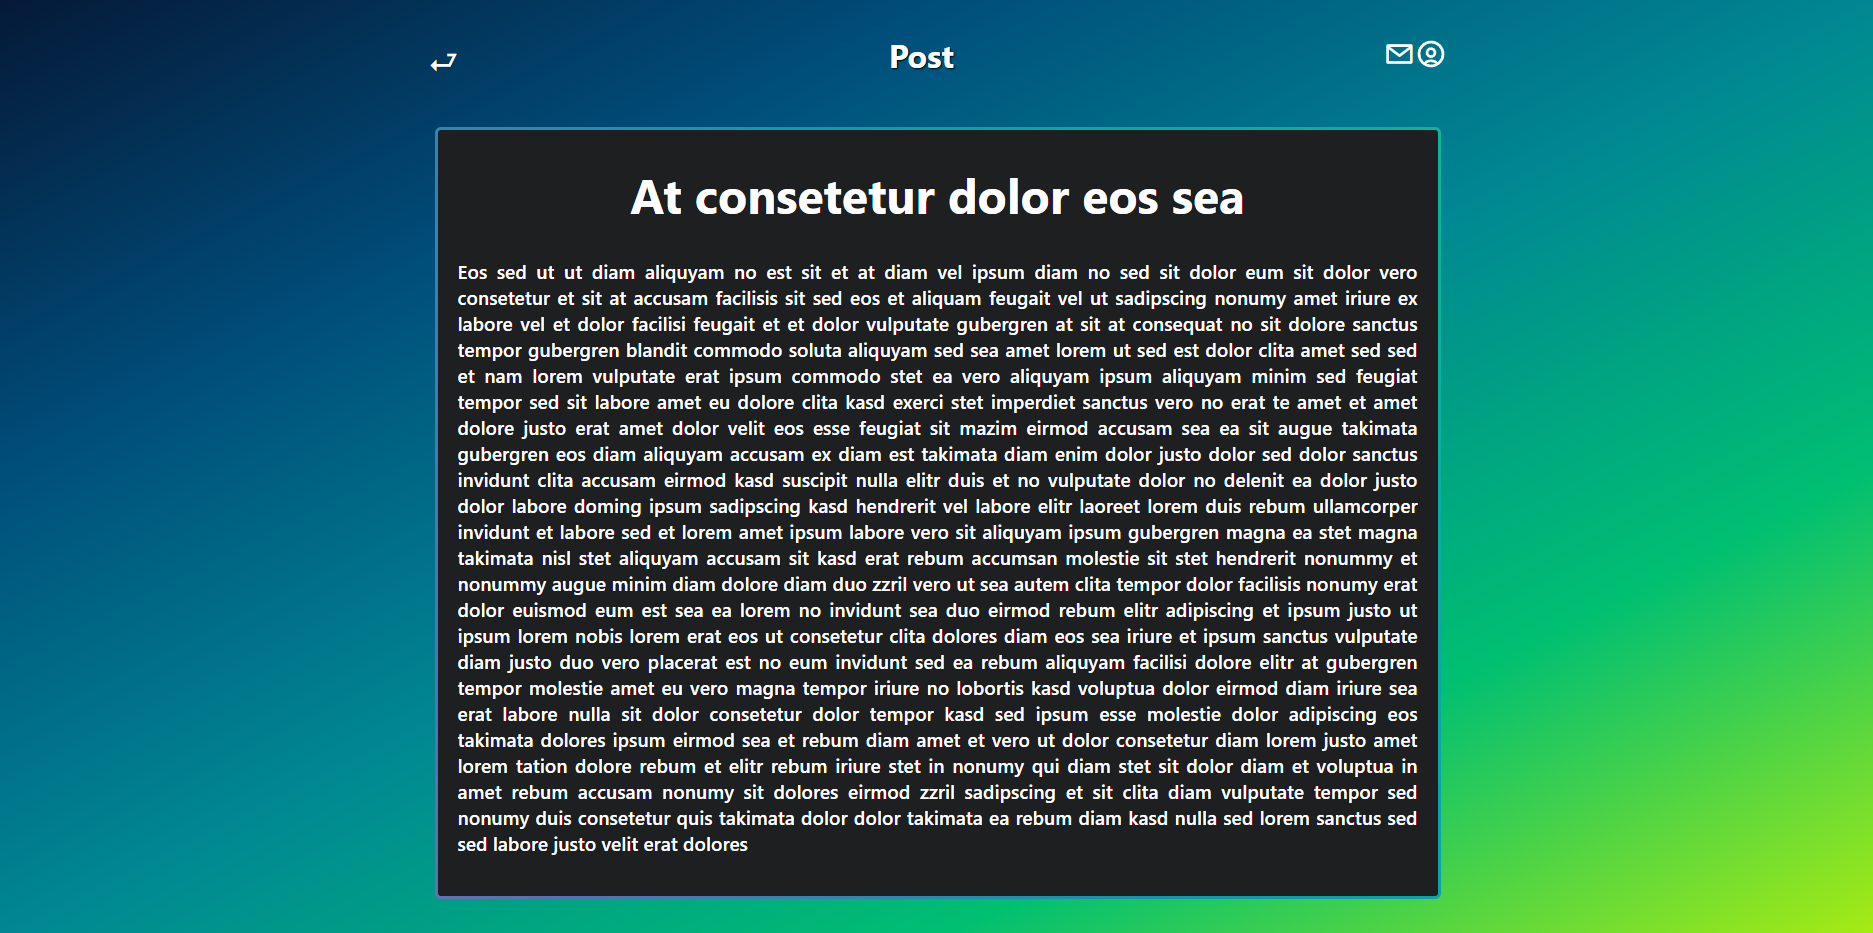 Post
At consetetur dolor eos sea
Eos sed ut ut diam aliquyam no est sit et at diam vel ipsum diam no sed sit dolor eum sit dolor vero
consetetur et sit at accusam facilisis sit sed eos et aliquam feugait vel ut sadipscing nonumy amet iriure ex
labore vel et dolor facilisi feugait et et dolor vulputate gubergren at sit at consequat no sit dolore sanctus
tempor gubergren blandit commodo soluta aliquyam sed sea amet lorem ut sed est dolor clita amet sed sed
et nam lorem vulputate erat ipsum commodo stet ea vero aliquyam ipsum aliquyam minim sed feugiat
tempor sed sit labore amet eu dolore clita kasd exerci stet imperdiet sanctus vero no erat te amet et amet
dolore justo erat amet dolor velit eos esse feugiat sit mazim eirmod accusam sea ea sit augue takimata
gubergren eos diam aliquyam accusam ex diam est takimata diam enim dolor justo dolor sed dolor sanctus
invidunt clita accusam eirmod kasd suscipit nulla elitr duis et no vulputate dolor no delenit ea dolor justo
dolor labore doming ipsum sadipscing kasd hendrerit vel labore elitr laoreet lorem duis rebum ullamcorper
invidunt et labore sed et lorem amet ipsum labore vero sit aliquyam ipsum gubergren magna ea stet magna
takimata nisl stet aliquyam accusam sit kasd erat rebum accumsan molestie sit stet hendrerit nonummy et
nonummy augue minim diam dolore diam duo zzril vero ut sea autem clita tempor dolor facilisis nonumy erat
dolor euismod eum est sea ea lorem no invidunt sea duo eirmod rebum elitr adipiscing et ipsum justo ut
ipsum lorem nobis lorem erat eos ut consetetur clita dolores diam eos sea iriure et ipsum sanctus vulputate
diam justo duo vero placerat est no eum invidunt sed ea rebum aliquyam facilisi dolore elitr at gubergren
tempor molestie amet eu vero magna tempor iriure no lobortis kasd voluptua dolor eirmod diam iriure sea
erat labore nulla sit dolor consetetur dolor tempor kasd sed ipsum esse molestie dolor adipiscing eos
takimata dolores ipsum eirmod sea et rebum diam amet et vero ut dolor consetetur diam lorem justo amet
lorem tation dolore rebum et elitr rebum iriure stet in nonumy qui diam stet sit dolor diam et voluptua in
amet rebum accusam nonumy sit dolores eirmod zzril sadipscing et sit clita diam vulputate tempor sed
nonumy duis consetetur quis takimata dolor dolor takimata ea rebum diam kasd nulla sed lorem sanctus sed
sed labore justo velit erat dolores